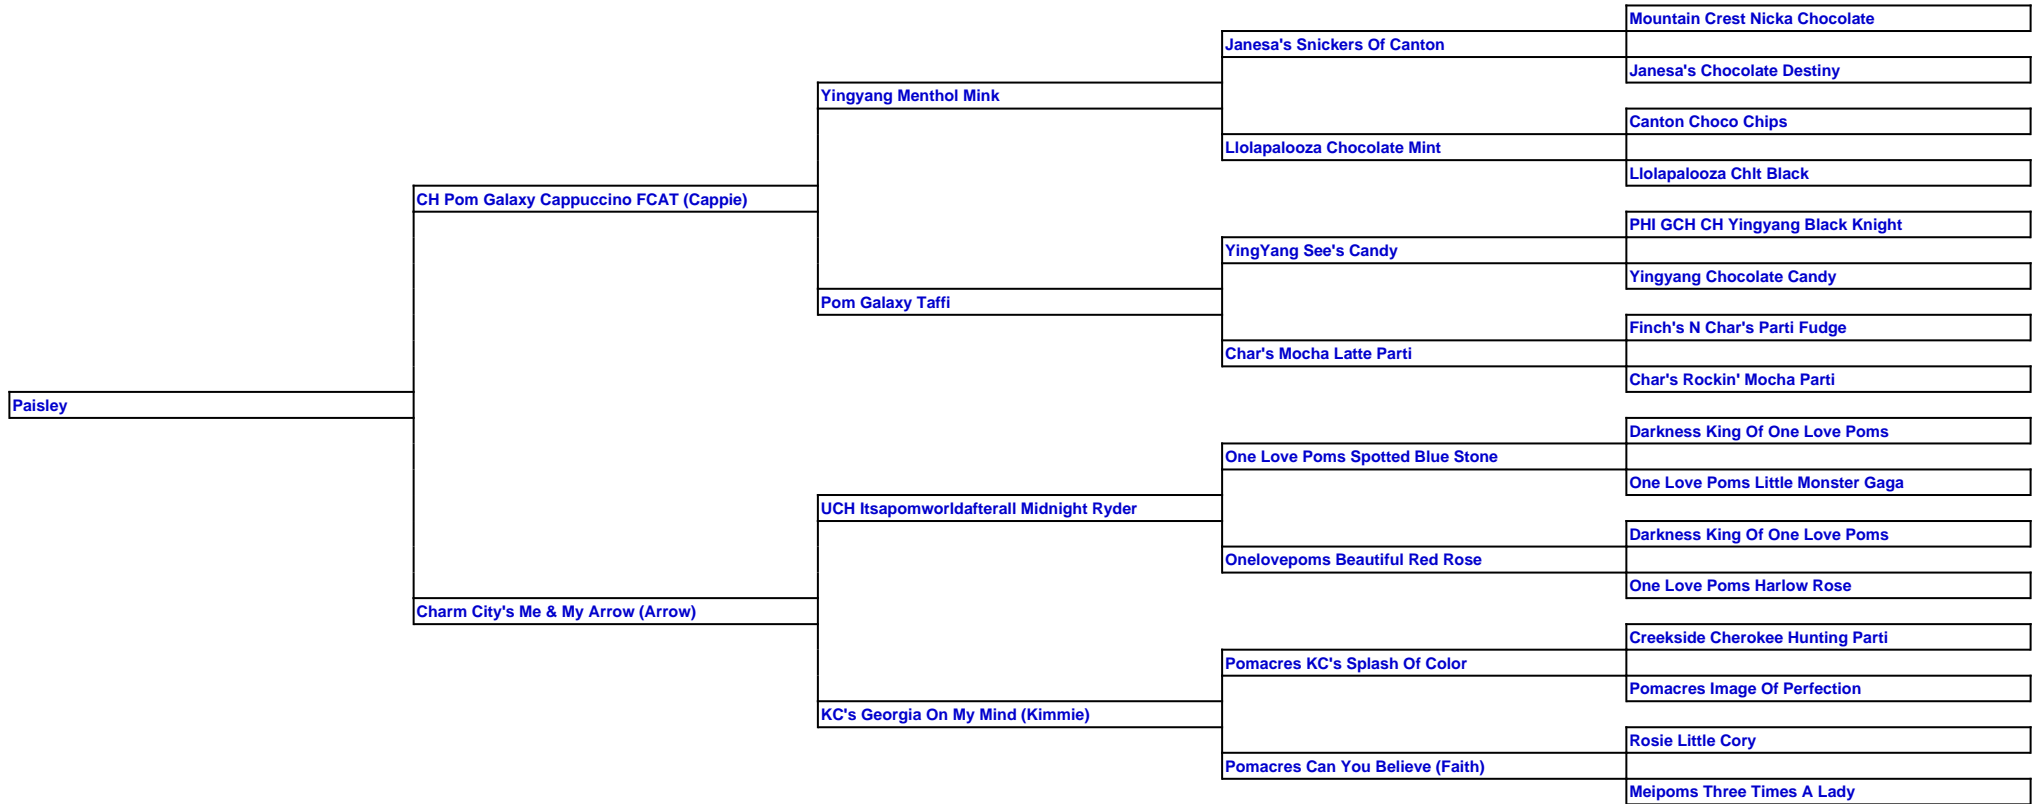 Mountain Crest Nicka Chocolate
Janesa's Snickers Of Canton
Janesa's Chocolate Destiny
Yingyang Menthol Mink
Canton Choco Chips
Llolapalooza Chocolate Mint
Llolapalooza Chlt Black
CH Pom Galaxy Cappuccino FCAT (Cappie)
PHI GCH CH Yingyang Black Knight
YingYang See's Candy
Yingyang Chocolate Candy
Pom Galaxy Taffi
Finch's N Char's Parti Fudge
Char's Mocha Latte Parti
Char's Rockin' Mocha Parti
Paisley
Darkness King Of One Love Poms
One Love Poms Spotted Blue Stone
One Love Poms Little Monster Gaga
UCH Itsapomworldafterall Midnight Ryder
Darkness King Of One Love Poms
Onelovepoms Beautiful Red Rose
One Love Poms Harlow Rose
Charm City's Me & My Arrow (Arrow)
Creekside Cherokee Hunting Parti
Pomacres KC's Splash Of Color
Pomacres Image Of Perfection
KC's Georgia On My Mind (Kimmie)
Rosie Little Cory
Pomacres Can You Believe (Faith)
Meipoms Three Times A Lady